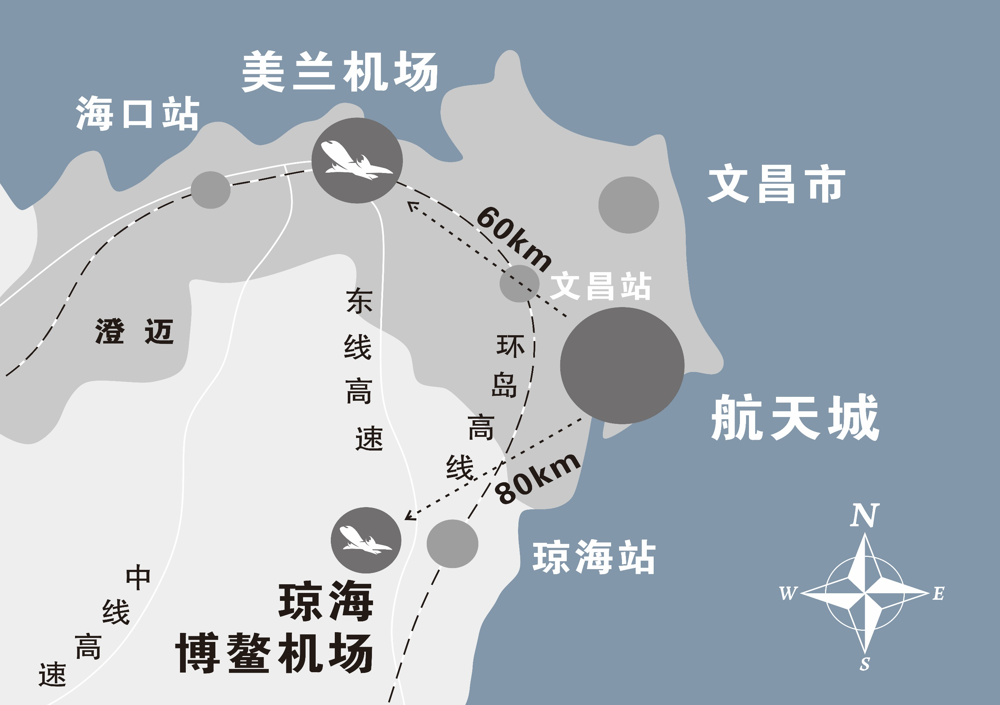 美兰机场
海口站
文昌市
60km
文昌站
东线高速
澄迈
环岛高线
航天城
80km
N
琼海站
W
E
中线高速
琼海
博鳌机场
S